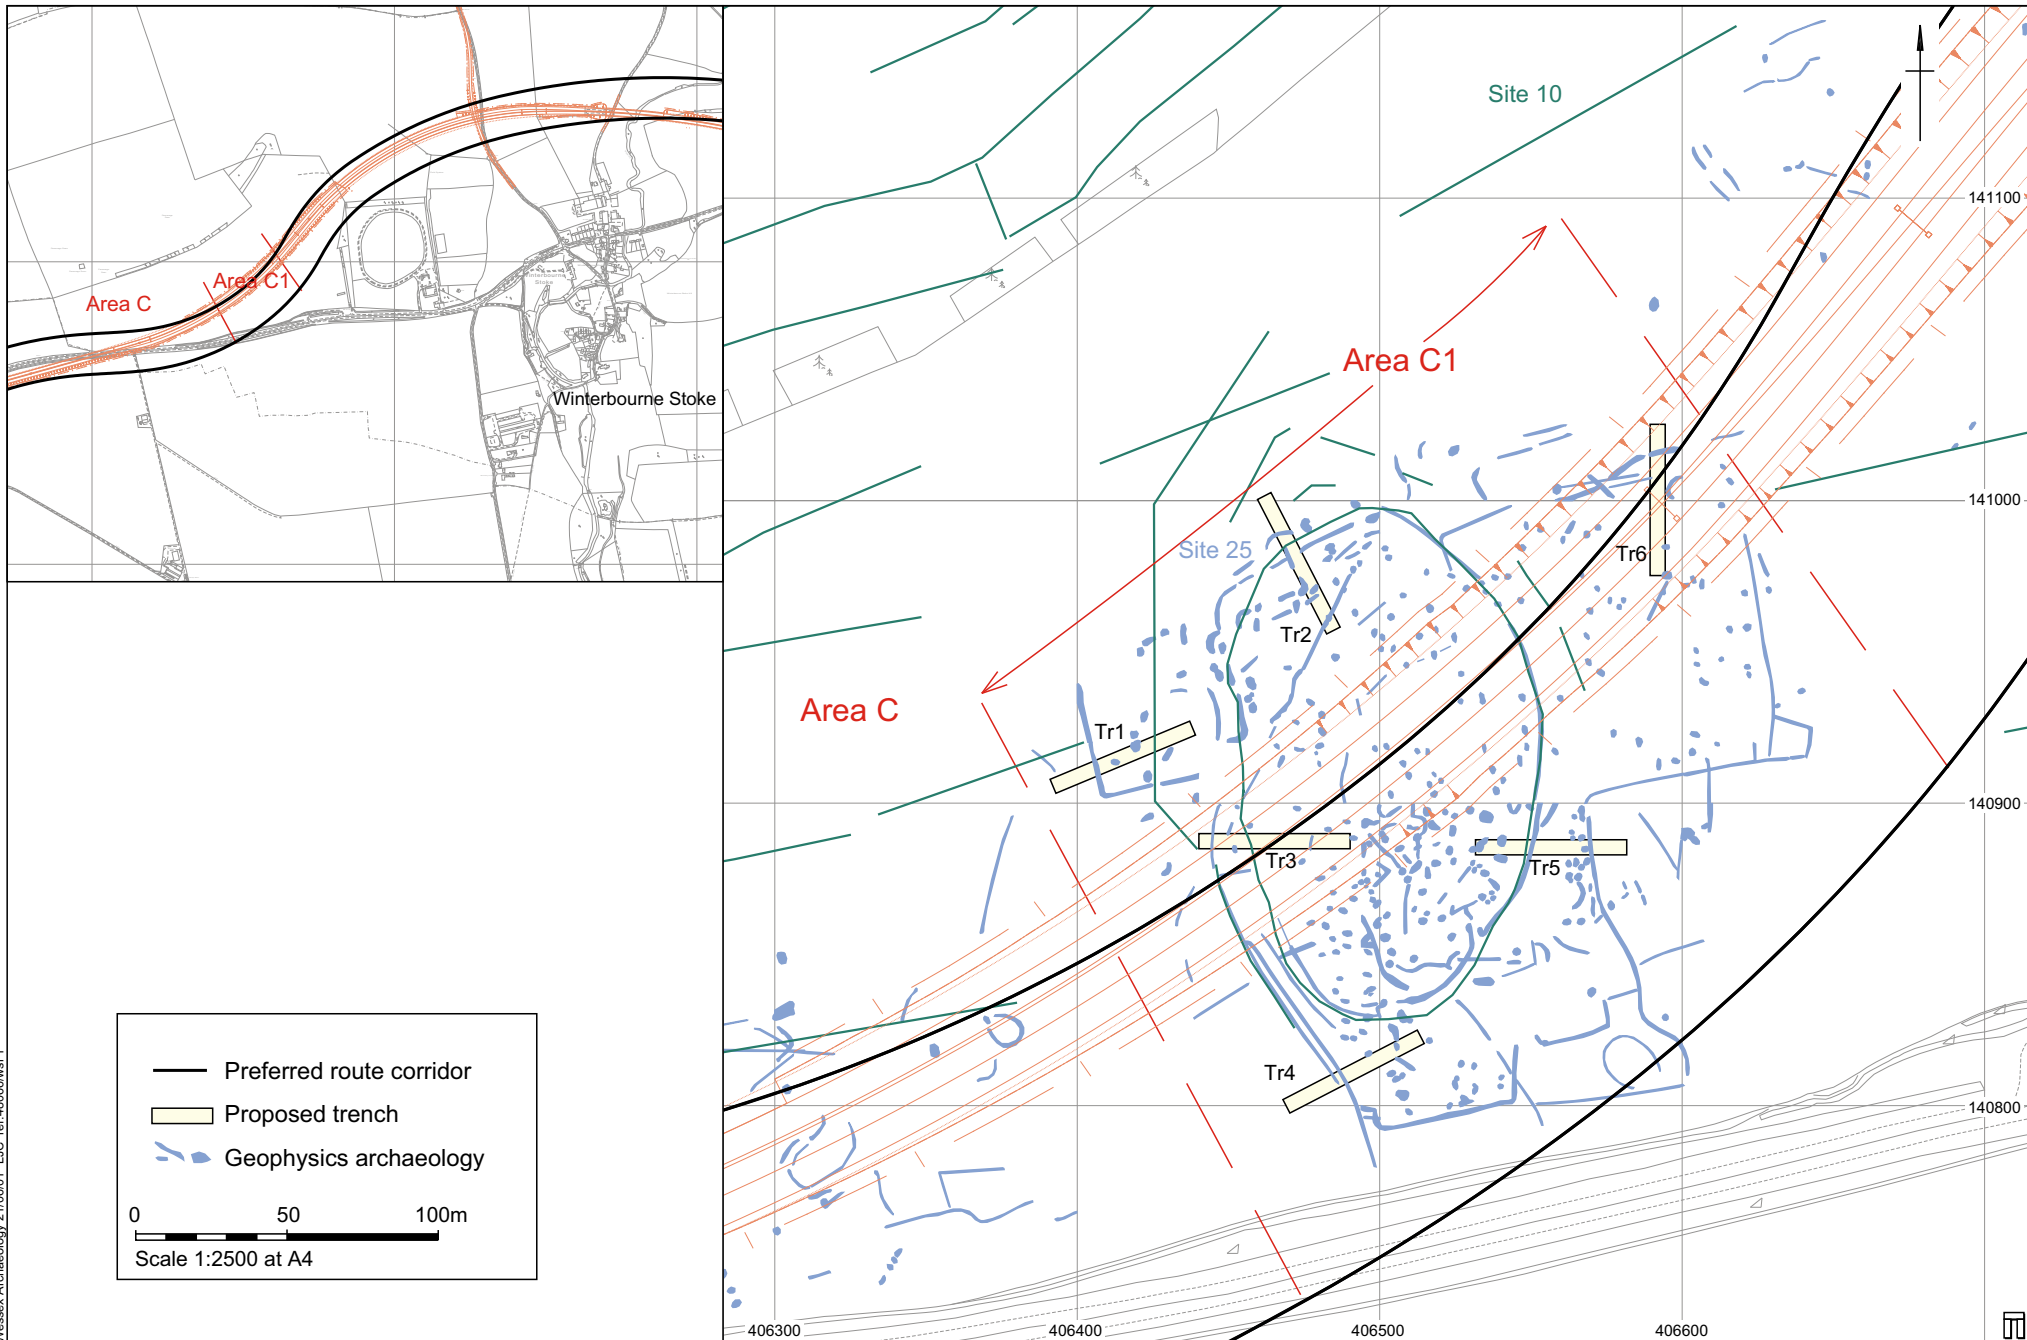 Area C
Area C1
Winterbourne
Stoke
Winterbourne Stoke
Site 10
141100
Area C1
141000
Site 25
Tr6
Tr2
Area C
Tr1
140900
Tr3
Tr5
Tr4
140800
406300
406400
406500
406600
Preferred route corridor
Proposed trench
Geophysics archaeology
0 50 100m
Scale 1:2500 at A4